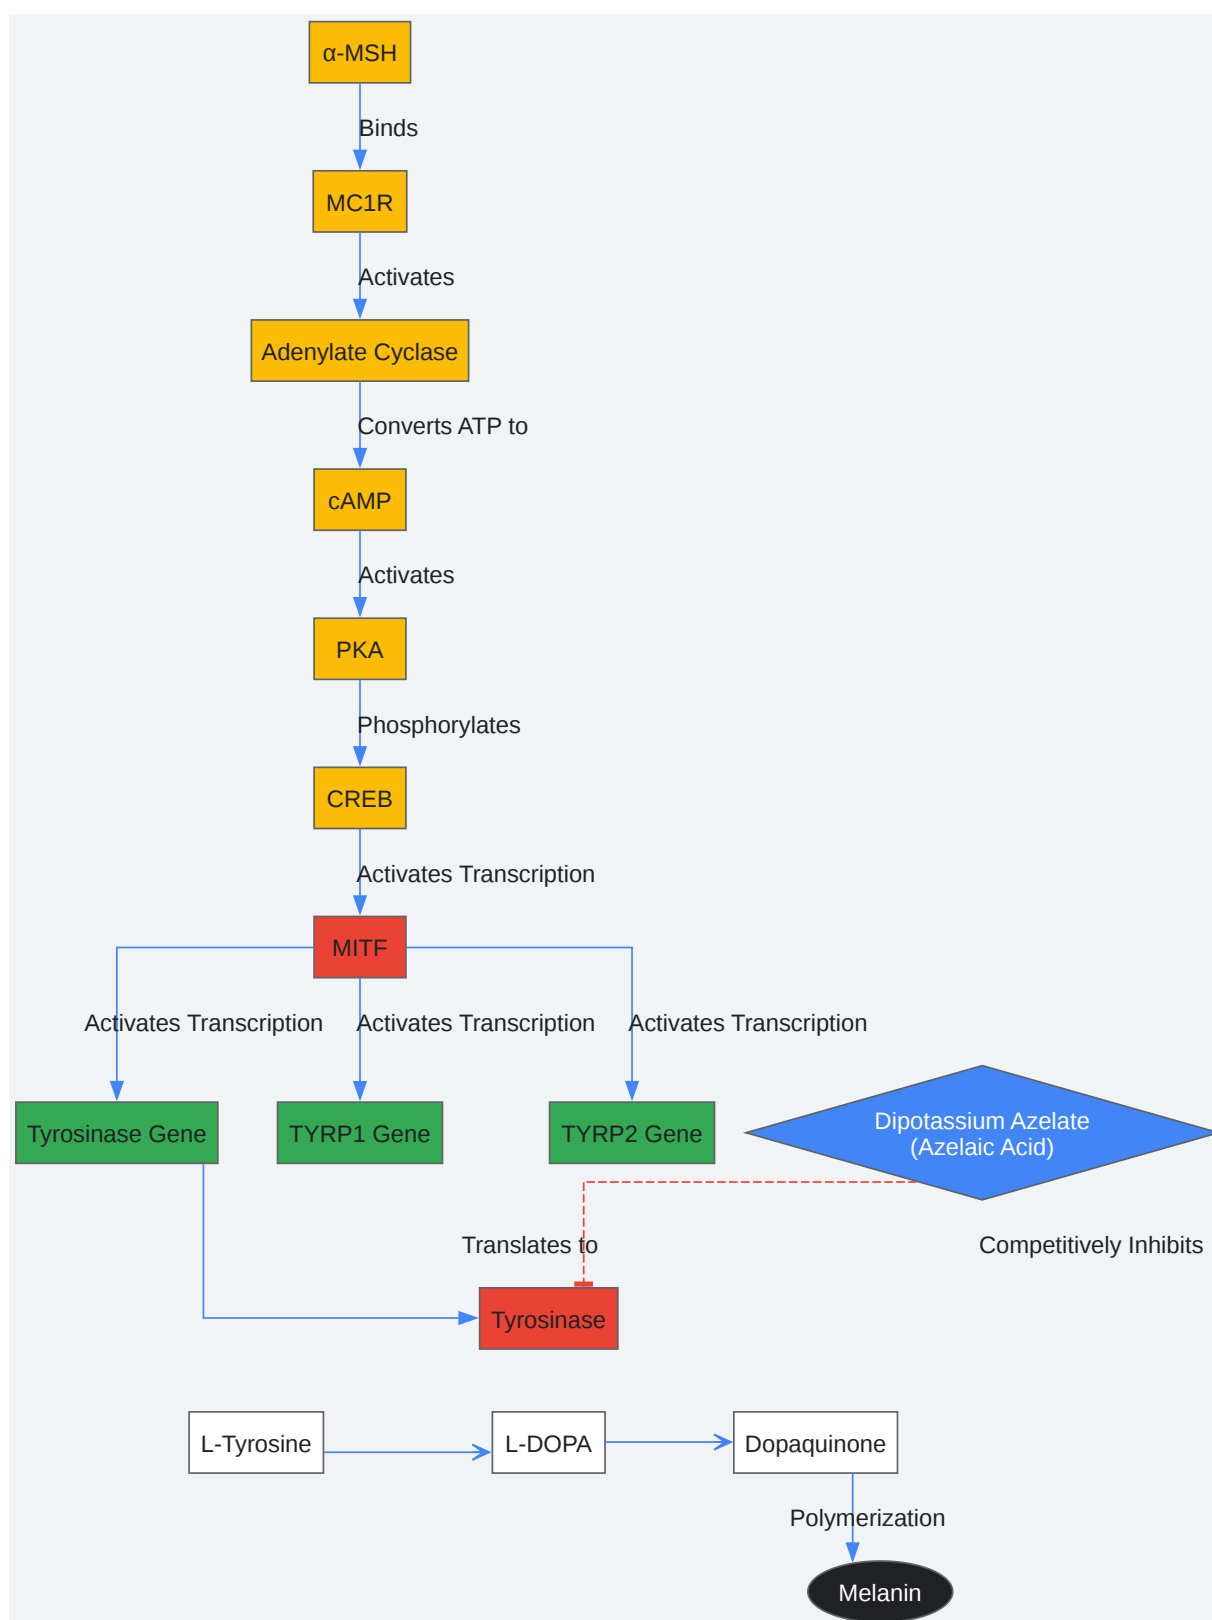 α-MSH
Binds
MC1R
Activates
Adenylate Cyclase
Converts ATP to
cAMP
Activates
PKA
Phosphorylates
CREB
Activates Transcription
MITF
Activates Transcription
Activates Transcription
Activates Transcription
Tyrosinase Gene
TYRP1 Gene
TYRP2 Gene
Dipotassium Azelate
(Azelaic Acid)
Translates to
Competitively Inhibits
Tyrosinase
L-Tyrosine
L-DOPA
Dopaquinone
Polymerization
Melanin